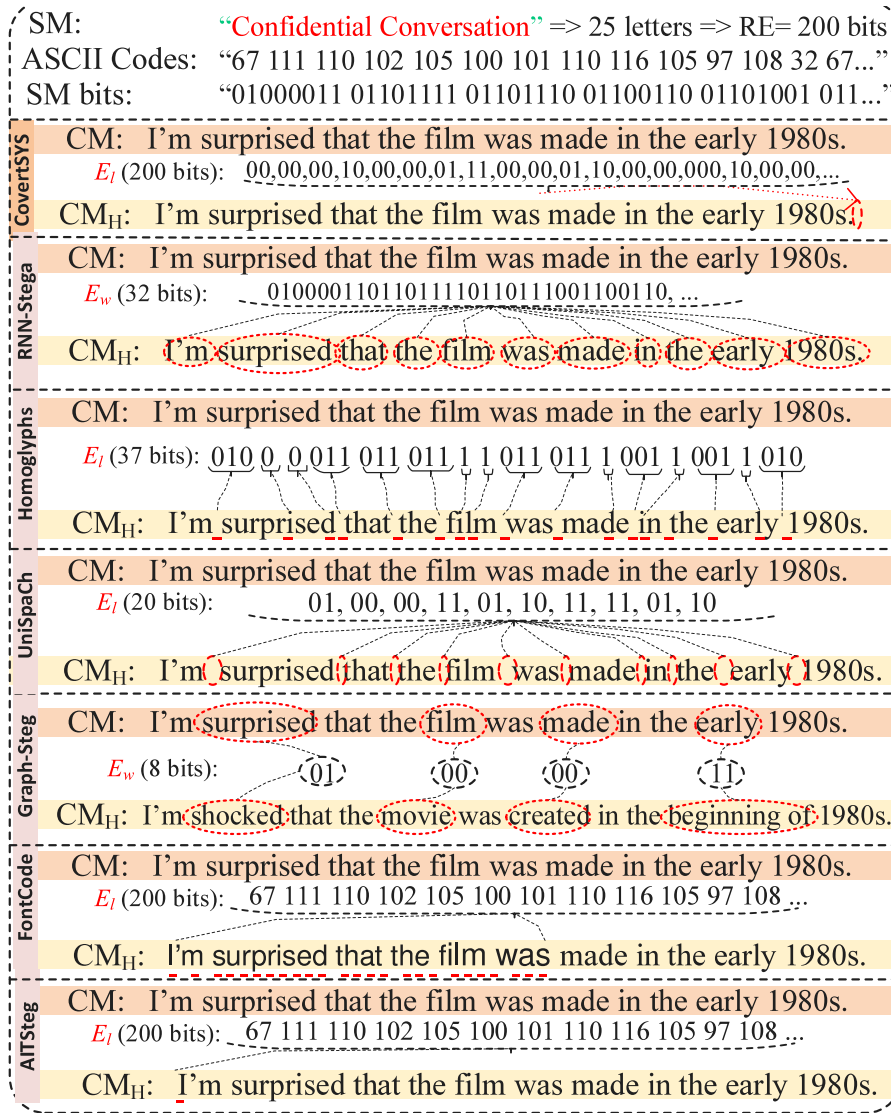 SM: “Confidential Conversation” => 25 letters => RE= 200 bits
ASCII Codes: “67 111 110 102 105 100 101 110 116 105 97 108 32 67...”
SM bits: “01000011 01101111 01101110 01100110 01101001 011...”
CovertSYS
CM: I’m surprised that the film was made in the early 1980s.
El (200 bits): 00,00,00,10,00,00,01,11,00,00,01,10,00,00,000,10,00,00,...
CMH: I’m surprised that the film was made in the early 1980s.
RNN-Stega
CM: I’m surprised that the film was made in the early 1980s.
Ew (32 bits): 01000011011011110110111001100110, ...
CMH: I’m surprised that the film was made in the early 1980s.
Homoglyphs
CM: I’m surprised that the film was made in the early 1980s.
El (37 bits): 010 0 0 011 011 011 1 1 011 011 1 001 1 001 1 010
CMH: I’m surprised that the film was made in the early 1980s.
UniSpaCh
CM: I’m surprised that the film was made in the early 1980s.
El (20 bits): 01, 00, 00, 11, 01, 10, 11, 11, 01, 10
CMH: I’m surprised that the film was made in the early 1980s.
Graph-Steg
CM: I’m surprised that the film was made in the early 1980s.
Ew (8 bits): 01 00 00 11
CMH: I’m shocked that the movie was created in the beginning of 1980s.
FontCode
CM: I’m surprised that the film was made in the early 1980s.
El (200 bits): 67 111 110 102 105 100 101 110 116 105 97 108 ...
CMH: I’m surprised that the film was made in the early 1980s.
AITSteg
CM: I’m surprised that the film was made in the early 1980s.
El (200 bits): 67 111 110 102 105 100 101 110 116 105 97 108 ...
CMH: I’m surprised that the film was made in the early 1980s.